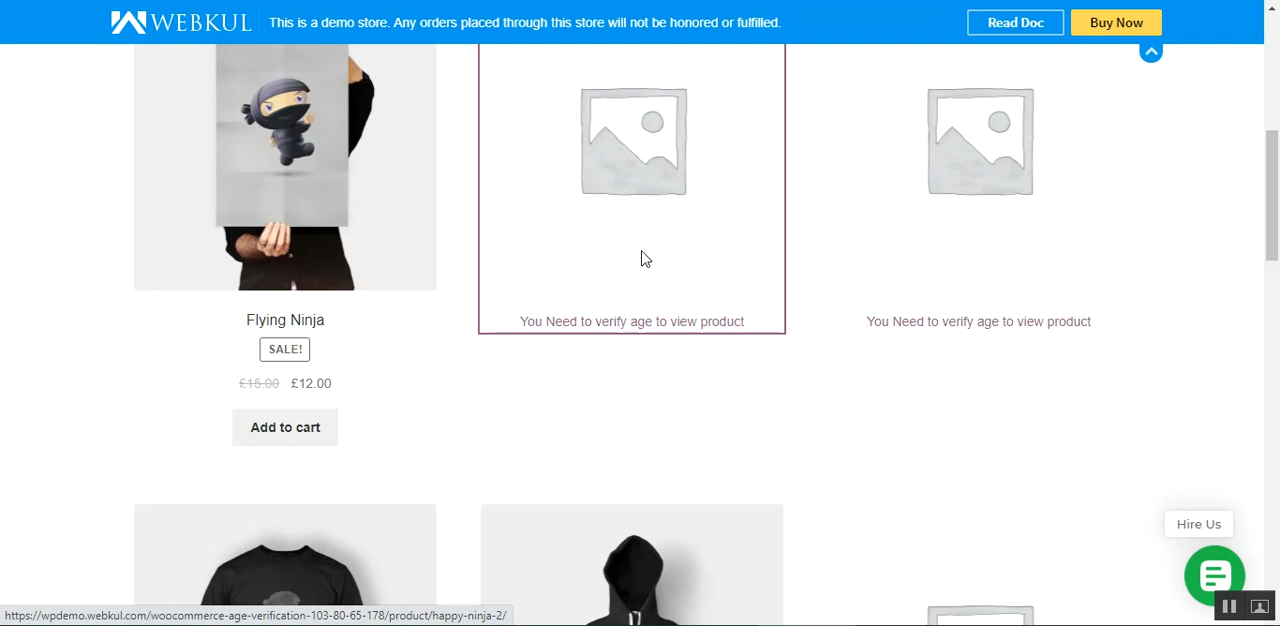 WEBKUL
This is a demo store. Any orders placed through this store will not be honored or fulfilled.
Read Doc
Buy Now
You Need to verify age to view product
You Need to verify age to view product
Flying Ninja
SALE!
£15.00 £12.00
Add to cart
Hire Us
https://wpdemo.webkul.com/woocommerce-age-verification-103-80-65-178/product/happy-ninja-2/